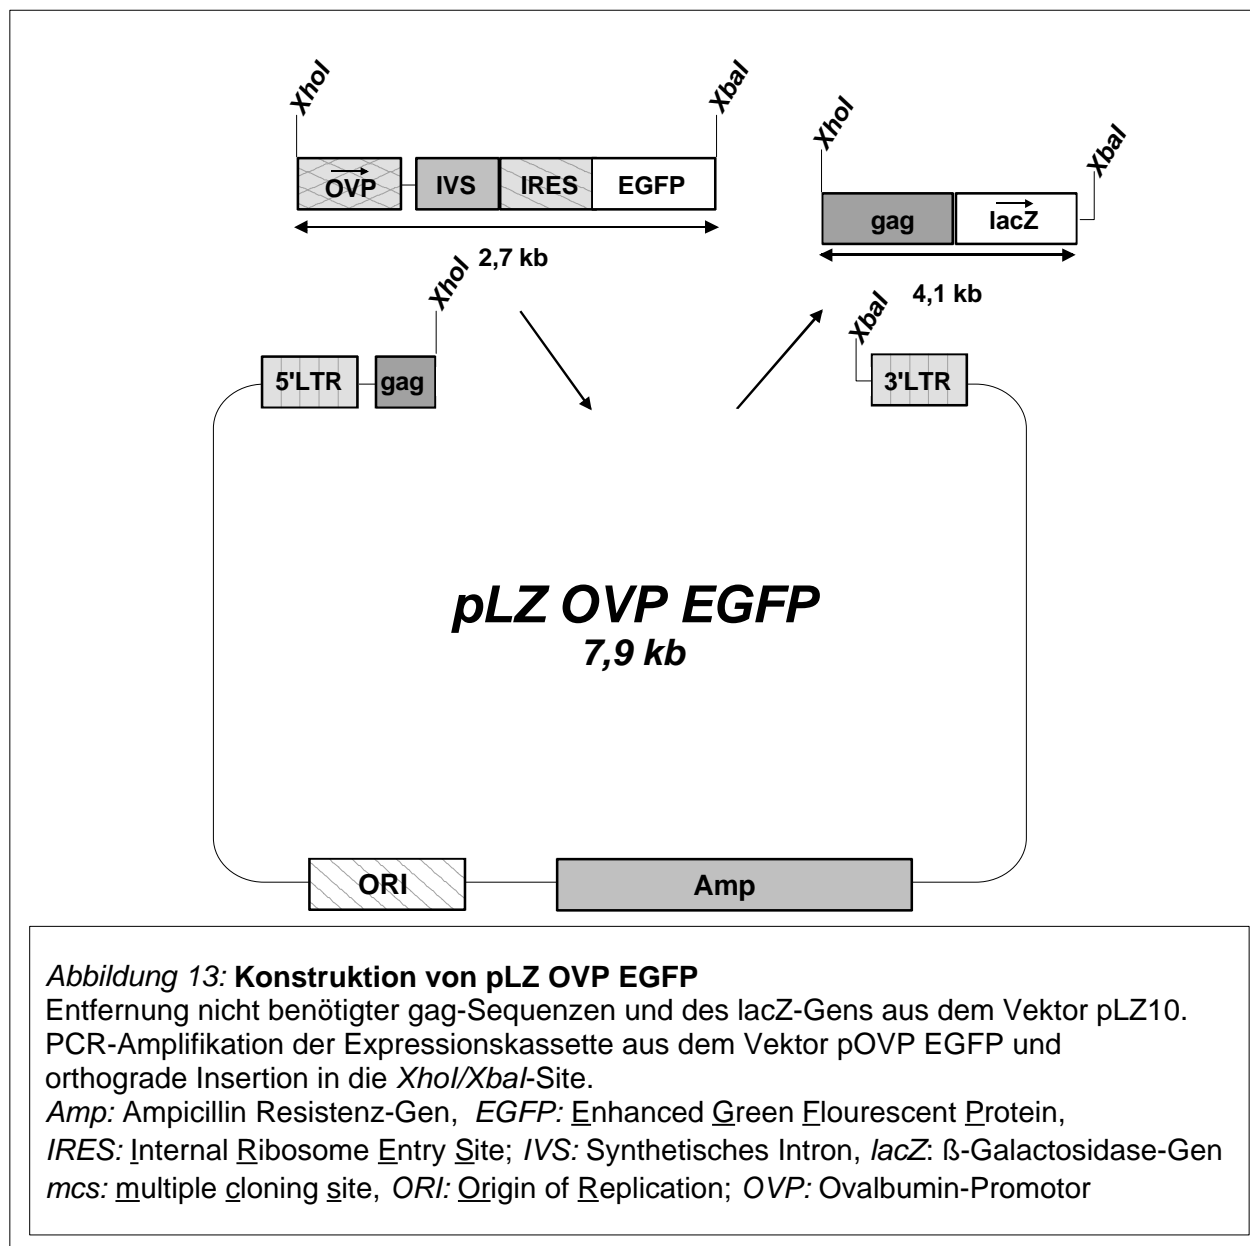 XhoI
XbaI
OVP
IVS
IRES
EGFP
2,7 kb
XhoI
XbaI
gag
lacZ
4,1 kb
XhoI
XbaI
5'LTR
gag
3'LTR
pLZ OVP EGFP
7,9 kb
ORI
Amp
Abbildung 13: Konstruktion von pLZ OVP EGFP
Entfernung nicht benötigter gag-Sequenzen und des lacZ-Gens aus dem Vektor pLZ10.
PCR-Amplifikation der Expressionskassette aus dem Vektor pOVP EGFP und
orthograde Insertion in die XhoI/XbaI-Site.
Amp: Ampicillin Resistenz-Gen, EGFP: Enhanced Green Flourescent Protein,
IRES: Internal Ribosome Entry Site; IVS: Synthetisches Intron, lacZ: ß-Galactosidase-Gen
mcs: multiple cloning site, ORI: Origin of Replication; OVP: Ovalbumin-Promotor